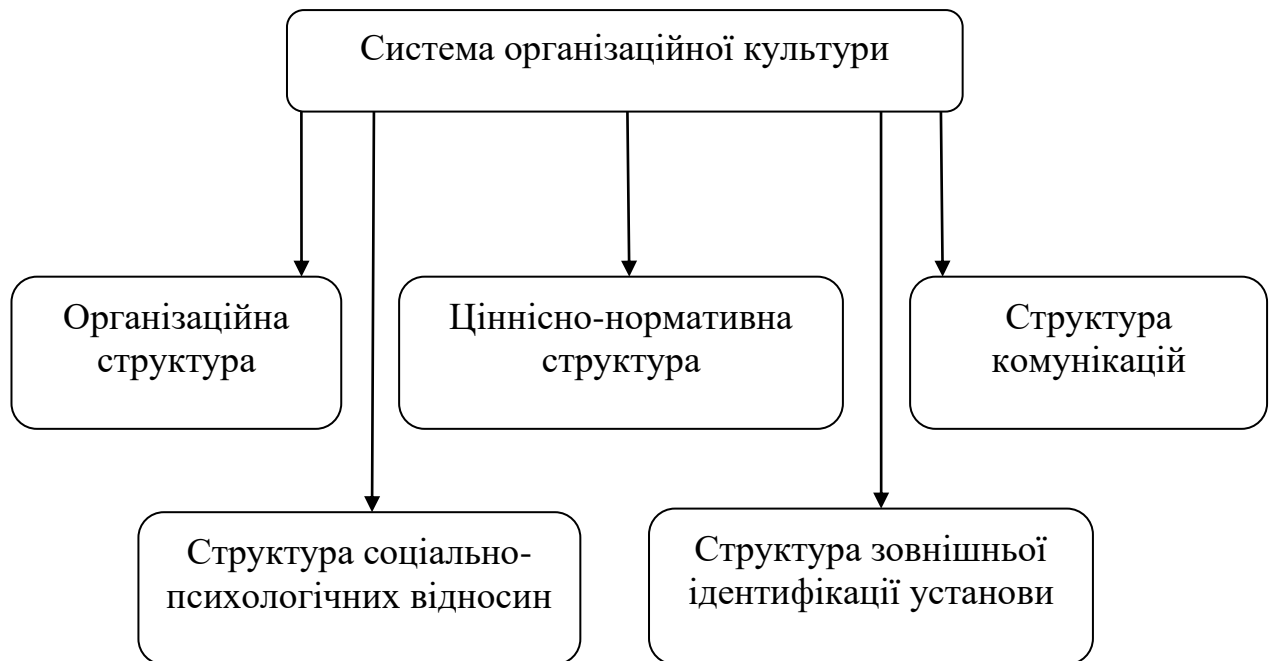 Система організаційної культури
Організаційна
структура
Ціннісно-нормативна
структура
Структура
комунікацій
Структура соціально-
психологічних відносин
Структура зовнішньої
ідентифікації установи